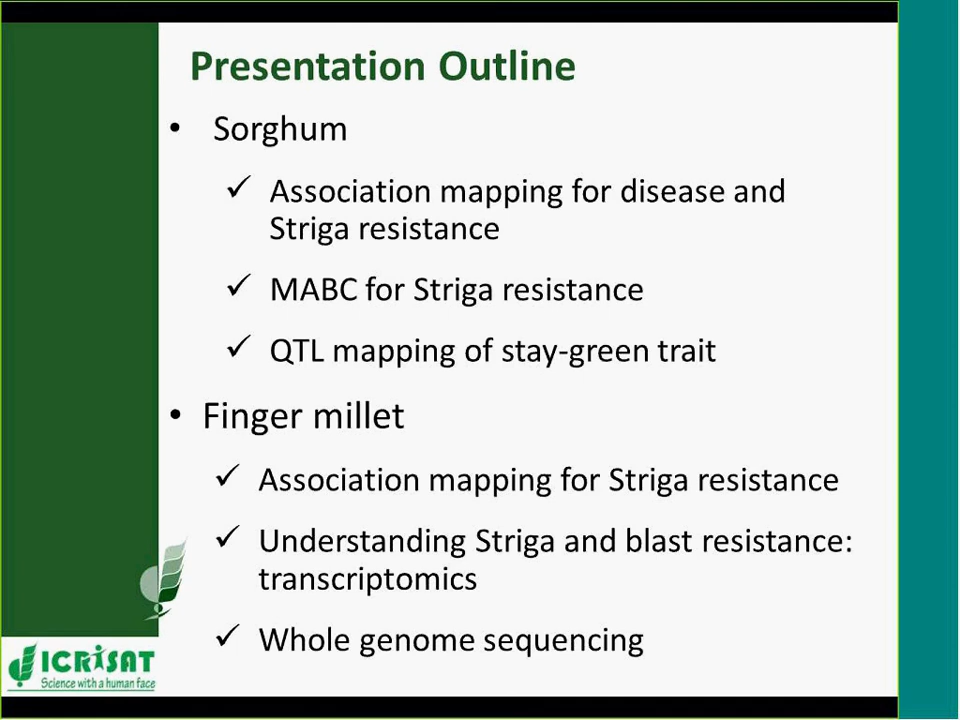 Presentation Outline
• Sorghum
✓ Association mapping for disease and
Striga resistance
✓ MABC for Striga resistance
✓ QTL mapping of stay-green trait
• Finger millet
✓ Association mapping for Striga resistance
✓ Understanding Striga and blast resistance:
transcriptomics
✓ Whole genome sequencing
ICRISAT
Science with a human face